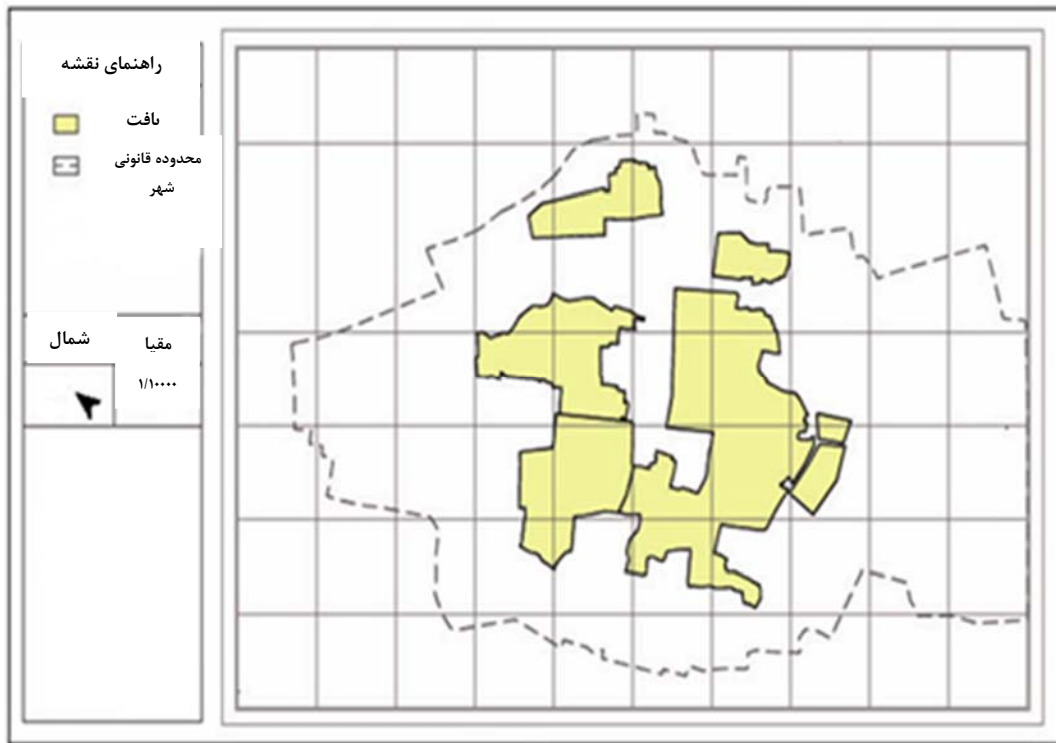 راهنمای نقشه
بافت
محدوده قانونی
شهر
شمال
مقیا
۱/۱۰۰۰۰